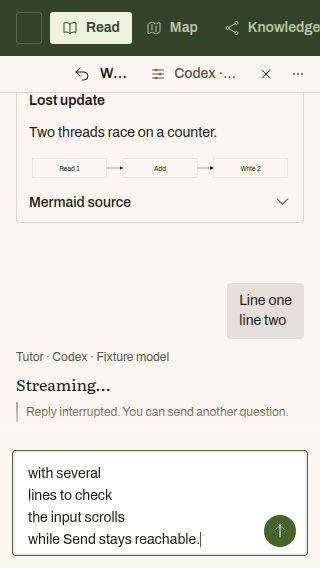 Read
Map
Knowledge
W...
Codex ·...
...
Lost update
Two threads race on a counter.
Read 1
Add
Write 2
Mermaid source
Line one
line two
Tutor · Codex · Fixture model
Streaming...
Reply interrupted. You can send another question.
with several
lines to check
the input scrolls
while Send stays reachable.